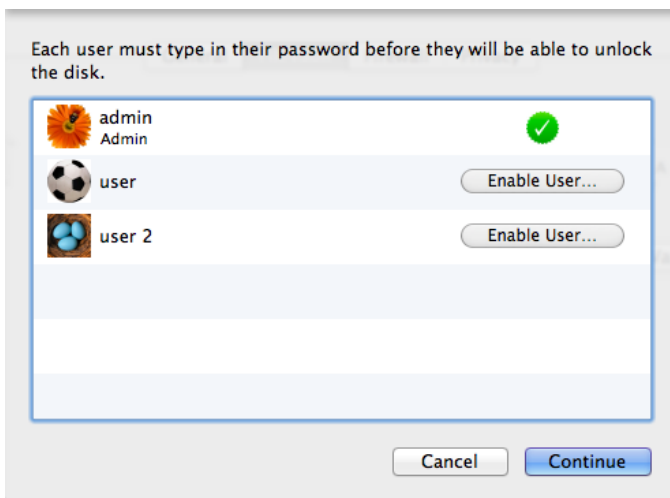 Each user must type in their password before they will be able to unlock
the disk.
admin
Admin
user
Enable User...
user 2
Enable User...
Cancel
Continue